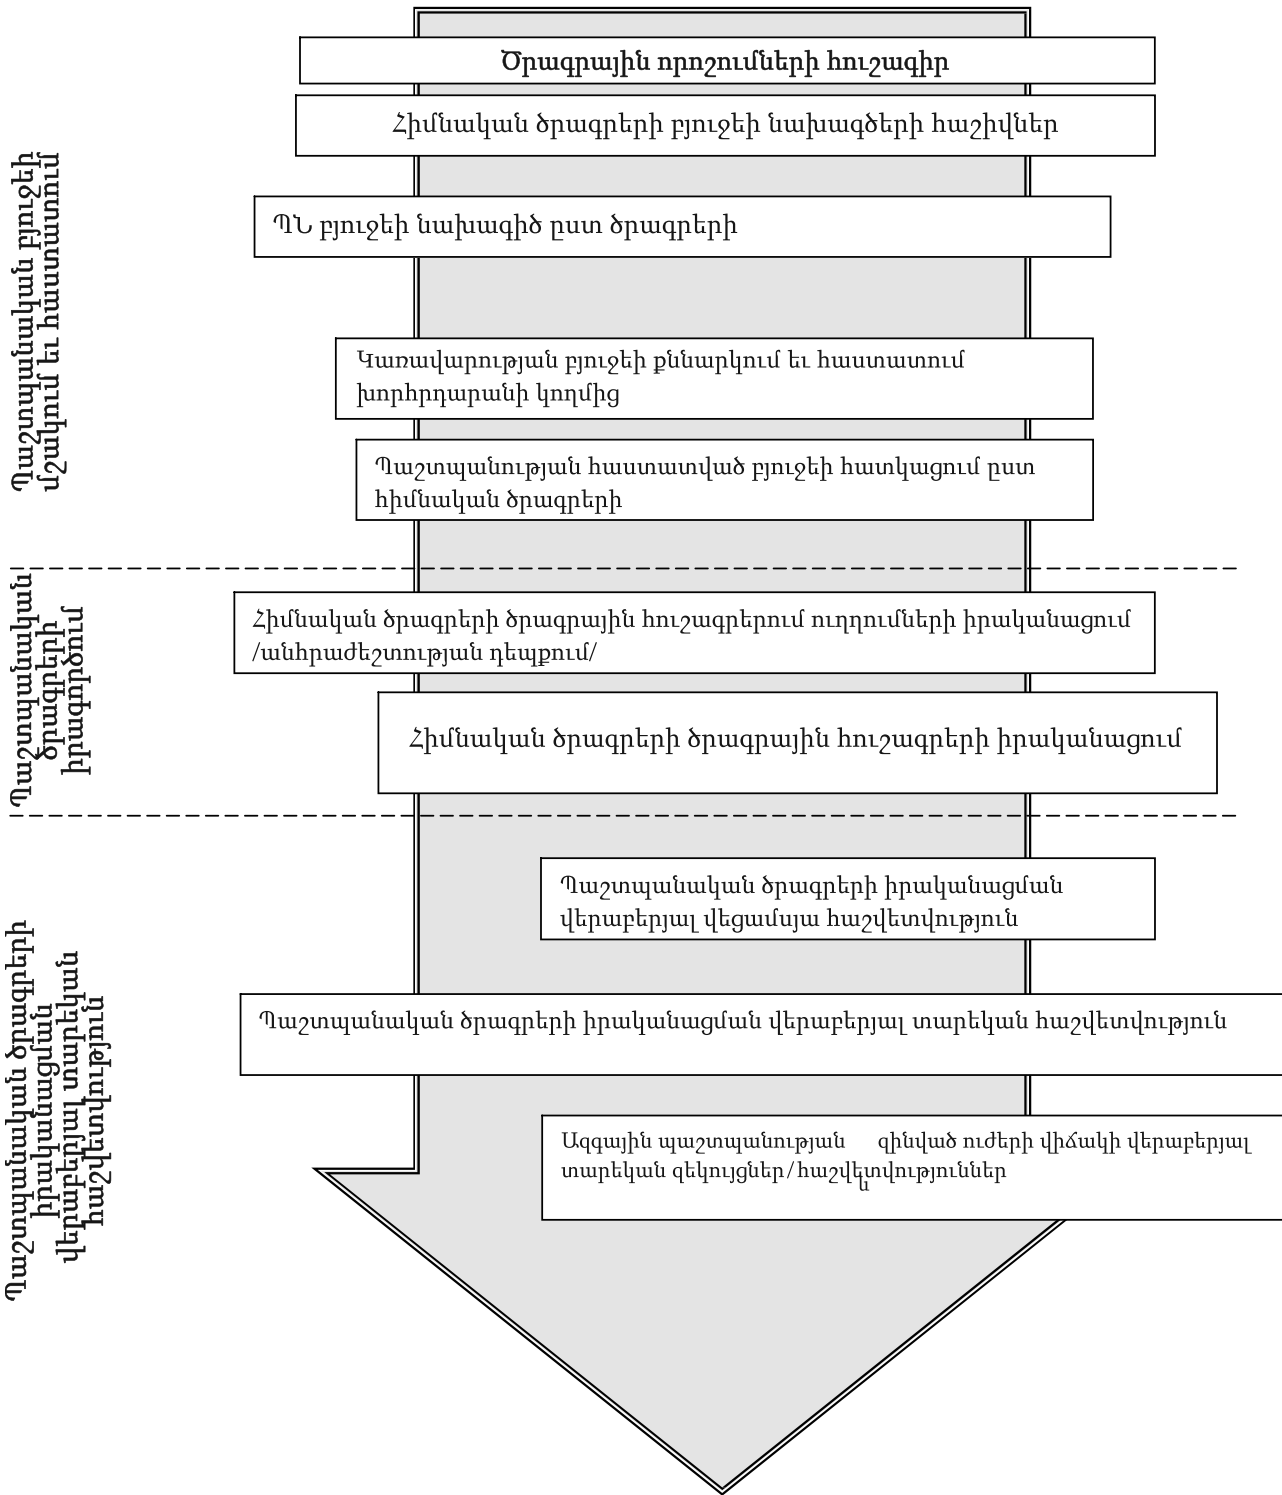 Ծրագրային որոշումների հուշագիր
Հիմնական ծրագրերի բյուջեի նախագծերի հաշիվներ
ՊՆ բյուջեի նախագիծ ըստ ծրագրերի
Կառավարության բյուջեի քննարկում եւ հաստատում
խորհրդարանի կողմից
Պաշտպանության հաստատված բյուջեի հատկացում ըստ
հիմնական ծրագրերի
Պաշտպանական բյուջեի
մշակում եւ հաստատում
Հիմնական ծրագրերի ծրագրային հուշագրերում ուղղումների իրականացում
/անհրաժեշտության դեպքում/
Հիմնական ծրագրերի ծրագրային հուշագրերի իրականացում
Պաշտպանական
ծրագրերի
իրագործում
Պաշտպանական ծրագրերի իրականացման
վերաբերյալ վեցամսյա հաշվետվություն
Պաշտպանական ծրագրերի իրականացման վերաբերյալ տարեկան հաշվետվություն
Ազգային պաշտպանության զինված ուժերի վիճակի վերաբերյալ
տարեկան զեկույցներ/հաշվետվություններ
և
Պաշտպանական ծրագրերի
իրականացման
վերաբերյալ տարեկան
հաշվետվություն